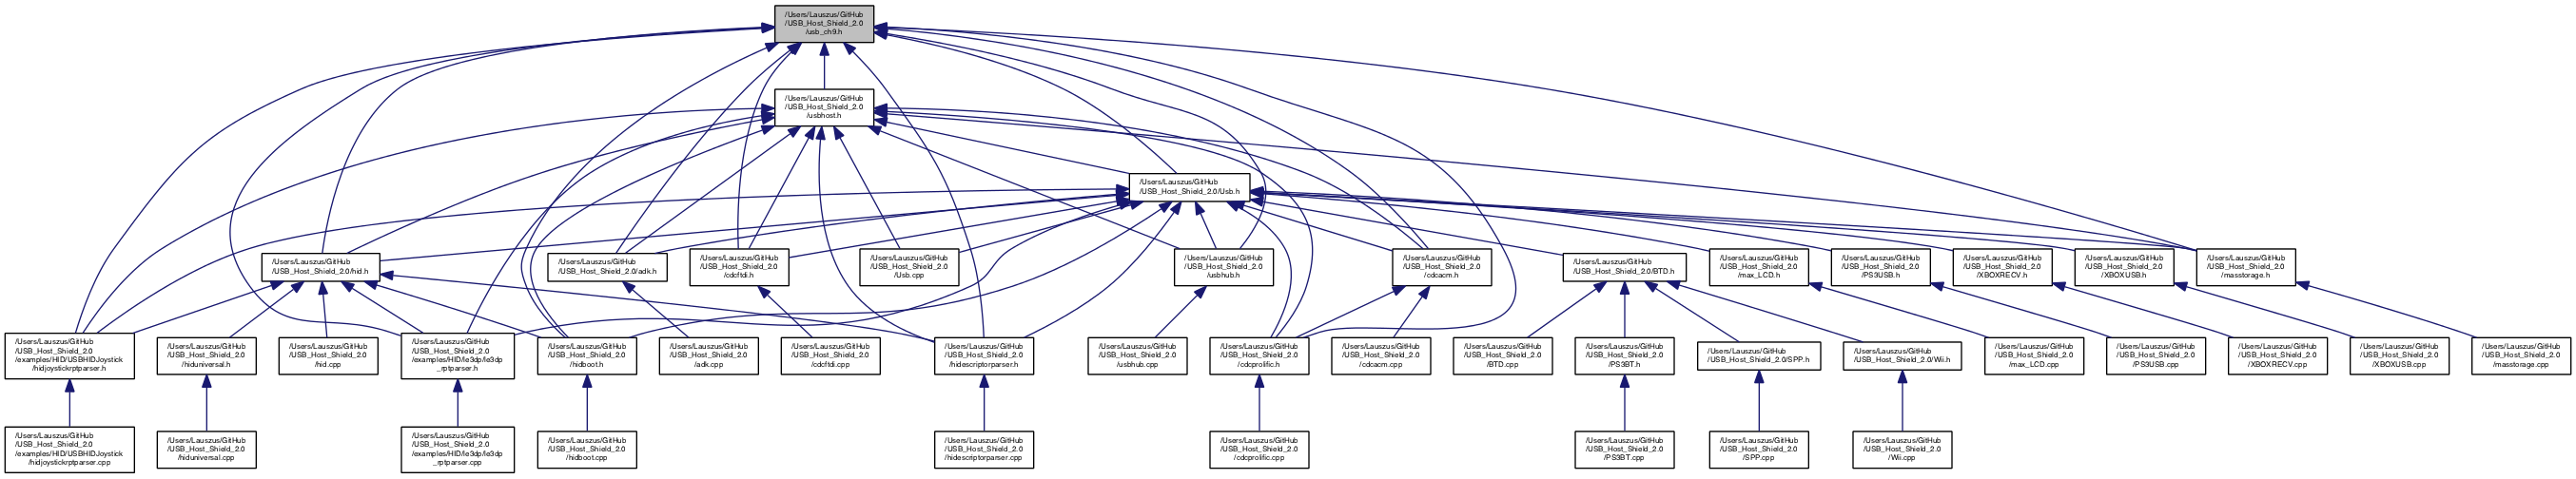 /Users/Lauszus/GitHub
/USB_Host_Shield_2.0
/usb_ch9.h
/Users/Lauszus/GitHub
/USB_Host_Shield_2.0
/usbhost.h
/Users/Lauszus/GitHub
/USB_Host_Shield_2.0/Usb.h
/Users/Lauszus/GitHub
/USB_Host_Shield_2.0/hid.h
/Users/Lauszus/GitHub
/USB_Host_Shield_2.0/adk.h
/Users/Lauszus/GitHub
/USB_Host_Shield_2.0
/cdcftdi.h
/Users/Lauszus/GitHub
/USB_Host_Shield_2.0
/Usb.cpp
/Users/Lauszus/GitHub
/USB_Host_Shield_2.0
/usbhub.h
/Users/Lauszus/GitHub
/USB_Host_Shield_2.0
/cdcacm.h
/Users/Lauszus/GitHub
/USB_Host_Shield_2.0/BTD.h
/Users/Lauszus/GitHub
/USB_Host_Shield_2.0
/max_LCD.h
/Users/Lauszus/GitHub
/USB_Host_Shield_2.0
/PS3USB.h
/Users/Lauszus/GitHub
/USB_Host_Shield_2.0
/XBOXRECV.h
/Users/Lauszus/GitHub
/USB_Host_Shield_2.0
/XBOXUSB.h
/Users/Lauszus/GitHub
/USB_Host_Shield_2.0
/masstorage.h
/Users/Lauszus/GitHub
/USB_Host_Shield_2.0
/examples/HID/USBHIDJoystick
/hidjoystickrptparser.h
/Users/Lauszus/GitHub
/USB_Host_Shield_2.0
/hiduniversal.h
/Users/Lauszus/GitHub
/USB_Host_Shield_2.0
/hid.cpp
/Users/Lauszus/GitHub
/USB_Host_Shield_2.0
/examples/HID/le3dp/le3dp
_rptparser.h
/Users/Lauszus/GitHub
/USB_Host_Shield_2.0
/hidboot.h
/Users/Lauszus/GitHub
/USB_Host_Shield_2.0
/adk.cpp
/Users/Lauszus/GitHub
/USB_Host_Shield_2.0
/cdcftdi.cpp
/Users/Lauszus/GitHub
/USB_Host_Shield_2.0
/hidescriptorparser.h
/Users/Lauszus/GitHub
/USB_Host_Shield_2.0
/usbhub.cpp
/Users/Lauszus/GitHub
/USB_Host_Shield_2.0
/cdcprolific.h
/Users/Lauszus/GitHub
/USB_Host_Shield_2.0
/cdcacm.cpp
/Users/Lauszus/GitHub
/USB_Host_Shield_2.0
/BTD.cpp
/Users/Lauszus/GitHub
/USB_Host_Shield_2.0
/PS3BT.h
/Users/Lauszus/GitHub
/USB_Host_Shield_2.0/SPP.h
/Users/Lauszus/GitHub
/USB_Host_Shield_2.0/Wii.h
/Users/Lauszus/GitHub
/USB_Host_Shield_2.0
/max_LCD.cpp
/Users/Lauszus/GitHub
/USB_Host_Shield_2.0
/PS3USB.cpp
/Users/Lauszus/GitHub
/USB_Host_Shield_2.0
/XBOXRECV.cpp
/Users/Lauszus/GitHub
/USB_Host_Shield_2.0
/XBOXUSB.cpp
/Users/Lauszus/GitHub
/USB_Host_Shield_2.0
/masstorage.cpp
/Users/Lauszus/GitHub
/USB_Host_Shield_2.0
/examples/HID/USBHIDJoystick
/hidjoystickrptparser.cpp
/Users/Lauszus/GitHub
/USB_Host_Shield_2.0
/hiduniversal.cpp
/Users/Lauszus/GitHub
/USB_Host_Shield_2.0
/examples/HID/le3dp/le3dp
_rptparser.cpp
/Users/Lauszus/GitHub
/USB_Host_Shield_2.0
/hidboot.cpp
/Users/Lauszus/GitHub
/USB_Host_Shield_2.0
/hidescriptorparser.cpp
/Users/Lauszus/GitHub
/USB_Host_Shield_2.0
/cdcprolific.cpp
/Users/Lauszus/GitHub
/USB_Host_Shield_2.0
/PS3BT.cpp
/Users/Lauszus/GitHub
/USB_Host_Shield_2.0
/SPP.cpp
/Users/Lauszus/GitHub
/USB_Host_Shield_2.0
/Wii.cpp